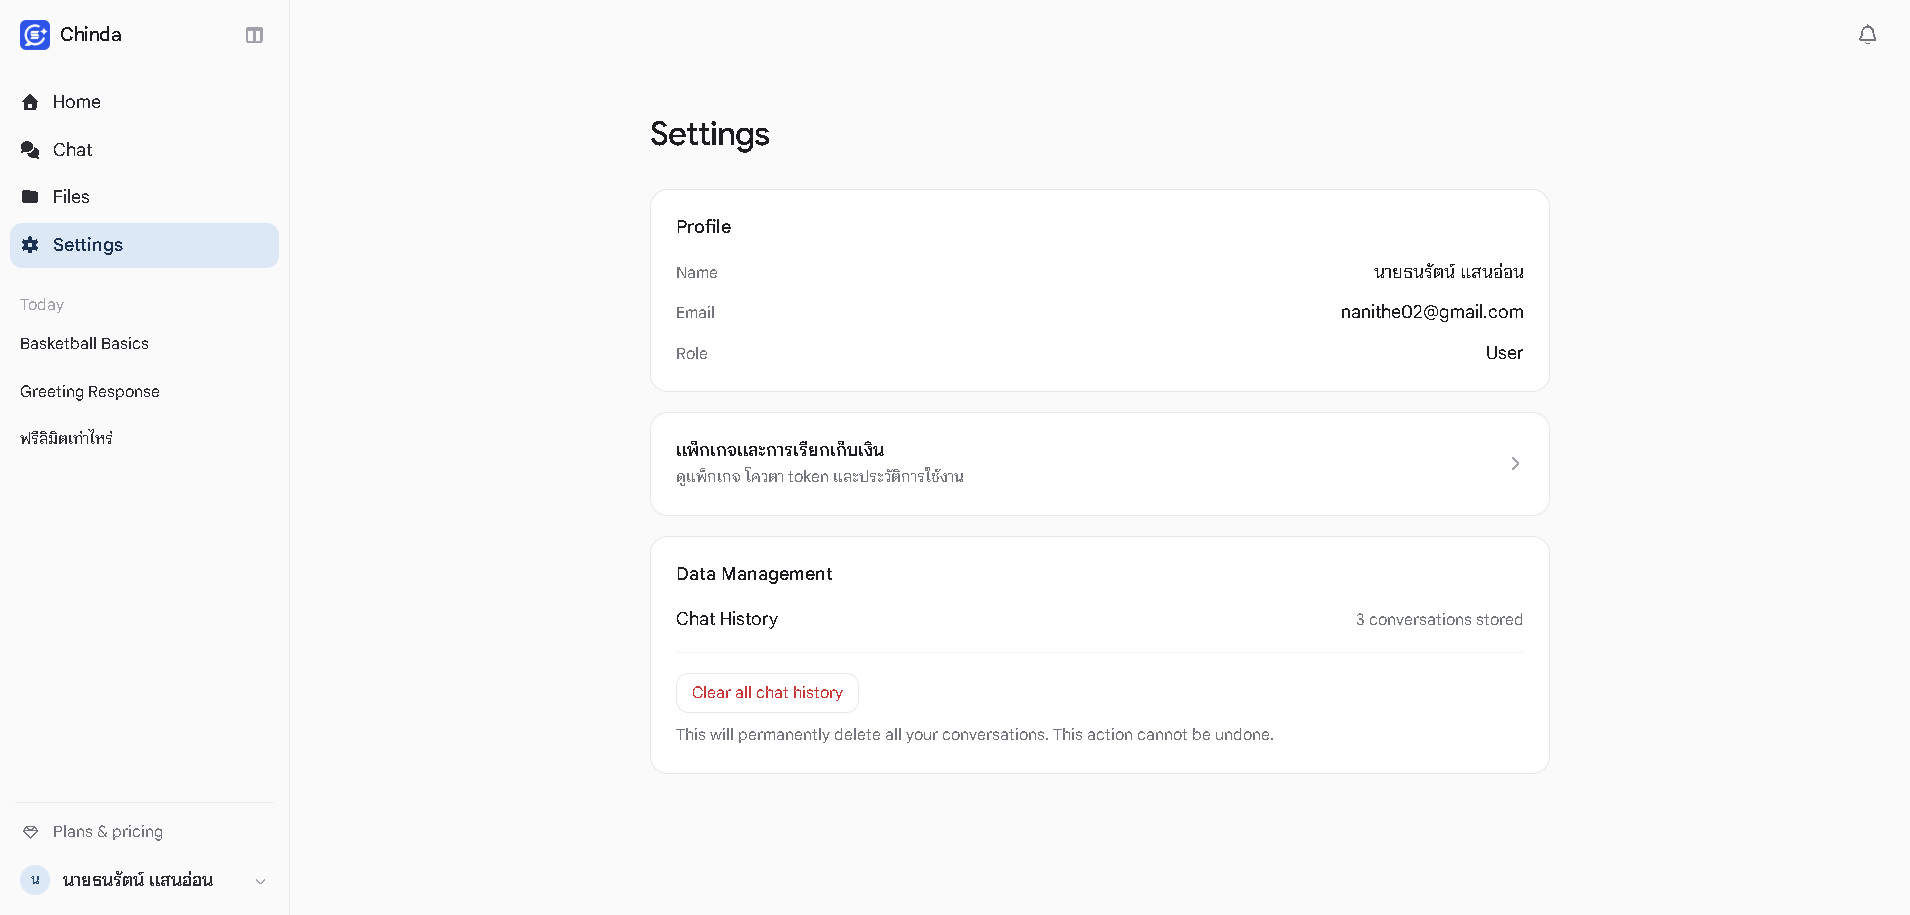 Chinda
Home
Chat
Files
Settings
Today
Basketball Basics
Greeting Response
ฟรีลิมิตเท่าไหร่
Plans & pricing
น
นายธนรัตน์ แสนอ่อน
Settings
Profile
Name
นายธนรัตน์ แสนอ่อน
Email
nanithe02@gmail.com
Role
User
แพ็กเกจและการเรียกเก็บเงิน
ดูแพ็กเกจ โควตา token และประวัติการใช้งาน
Data Management
Chat History
3 conversations stored
Clear all chat history
This will permanently delete all your conversations. This action cannot be undone.